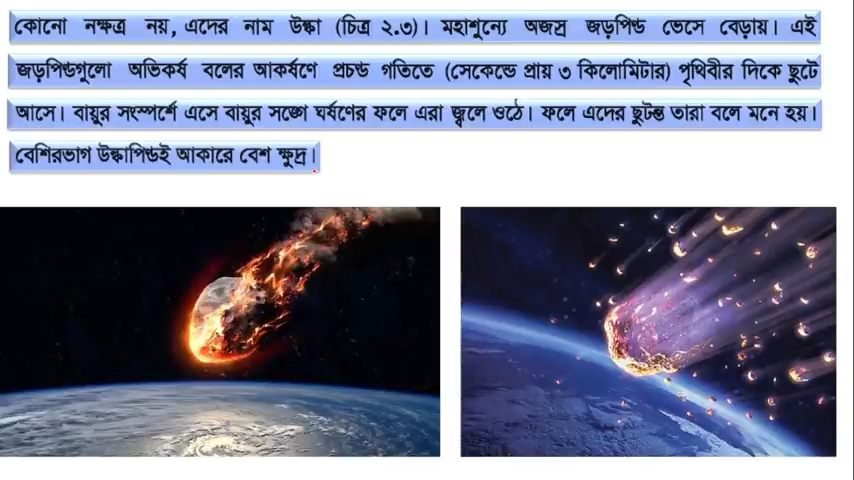 কোনো নক্ষত্র নয়, এদের নাম উল্কা (চিত্র ২.৩)। মহাশূন্যে অজস্র জড়পিন্ড ভেসে বেড়ায়। এই
জড়পিন্ডগুলো অভিকর্ষ বলের আকর্ষণে প্রচন্ড গতিতে (সেকেন্ডে প্রায় ৩ কিলোমিটার) পৃথিবীর দিকে ছুটে
আসে। বায়ুর সংস্পর্শে এসে বায়ুর সঙ্গে ঘর্ষণের ফলে এরা জ্বলে ওঠে। ফলে এদের ছুটন্ত তারা বলে মনে হয়।
বেশিরভাগ উল্কাপিন্ডই আকারে বেশ ক্ষুদ্র।